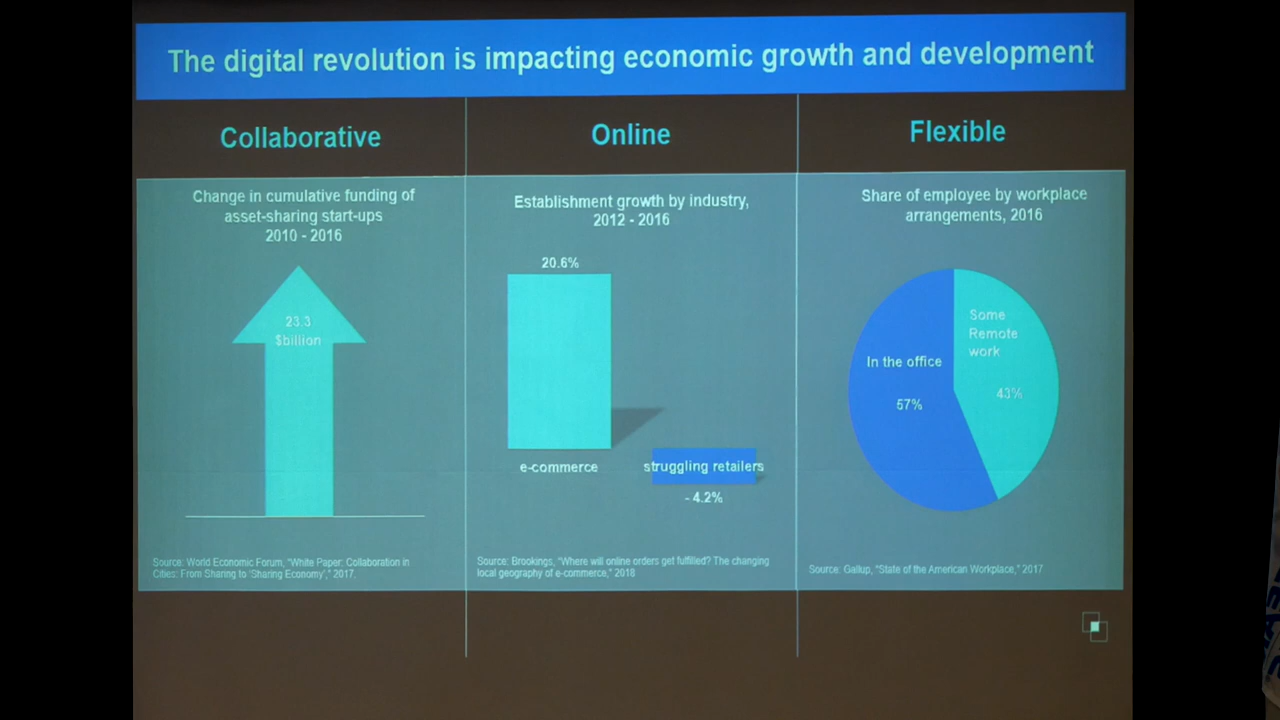 The digital revolution is impacting economic growth and development
Collaborative
Change in cumulative funding of
asset-sharing start-ups
2010 - 2016
23.3
$billion
Source: World Economic Forum, "White Paper: Collaboration in
Cities: From Sharing to 'Sharing Economy'," 2017.
Online
Establishment growth by industry,
2012 - 2016
20.6%
e-commerce
struggling retailers
- 4.2%
Source: Brookings, "Where will online orders get fulfilled? The changing
local geography of e-commerce," 2018
Flexible
Share of employee by workplace
arrangements, 2016
Some
Remote
work
43%
In the office
57%
Source: Gallup, "State of the American Workplace," 2017